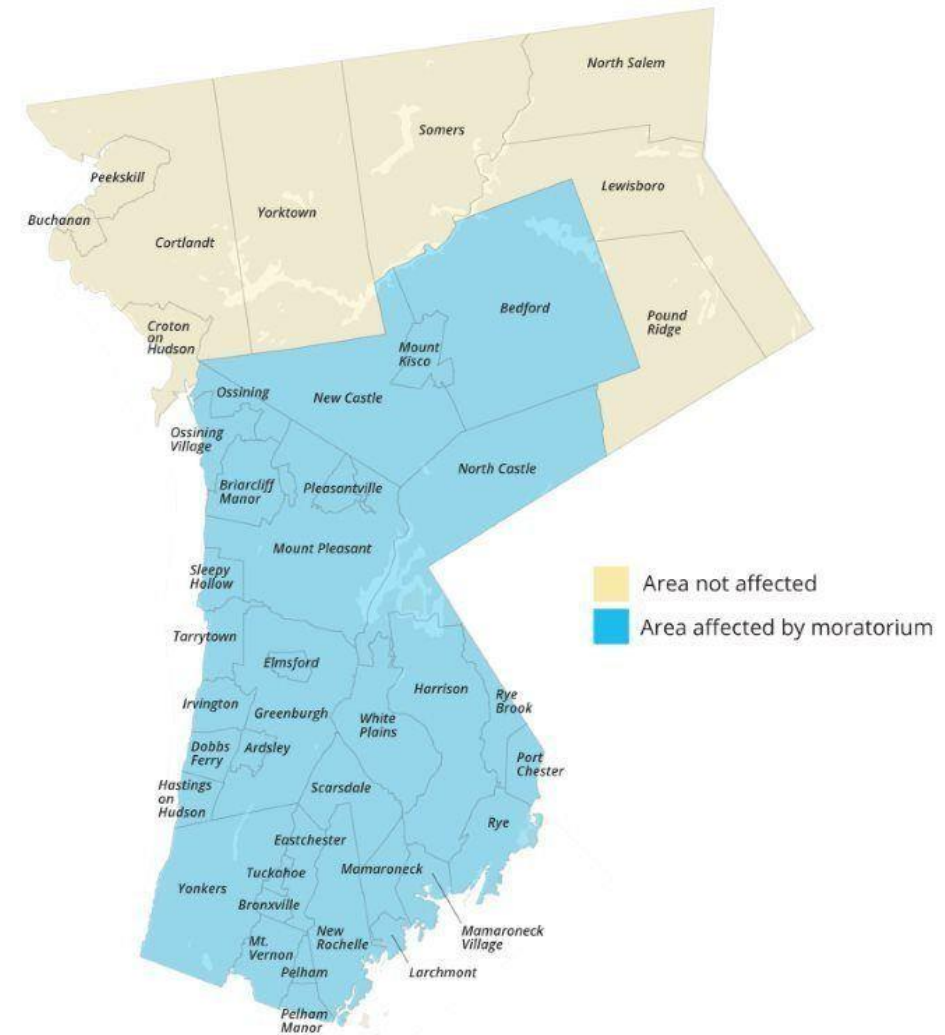 North Salem
Somers
Peekskill
Lewisboro
Yorktown
Buchanan
Cortlandt
Bedford
Pound
Ridge
Croton
on
Hudson
Mount
Kisco
Ossining
New Castle
Ossining
Village
North Castle
Briarcliff
Manor
Pleasantville
Mount Pleasant
Sleepy
Hollow
Area not affected
Area affected by moratorium
Tarrytown
Elmsford
Harrison
Rye
Brook
Irvington
Greenburgh
White
Plains
Dobbs
Ferry
Ardsley
Port
Chester
Hastings
on
Hudson
Scarsdale
Rye
Eastchester
Tuckahoe
Mamaroneck
Yonkers
Bronxville
Mt.
Vernon
New
Rochelle
Mamaroneck
Village
Pelham
Larchmont
Pelham
Manor